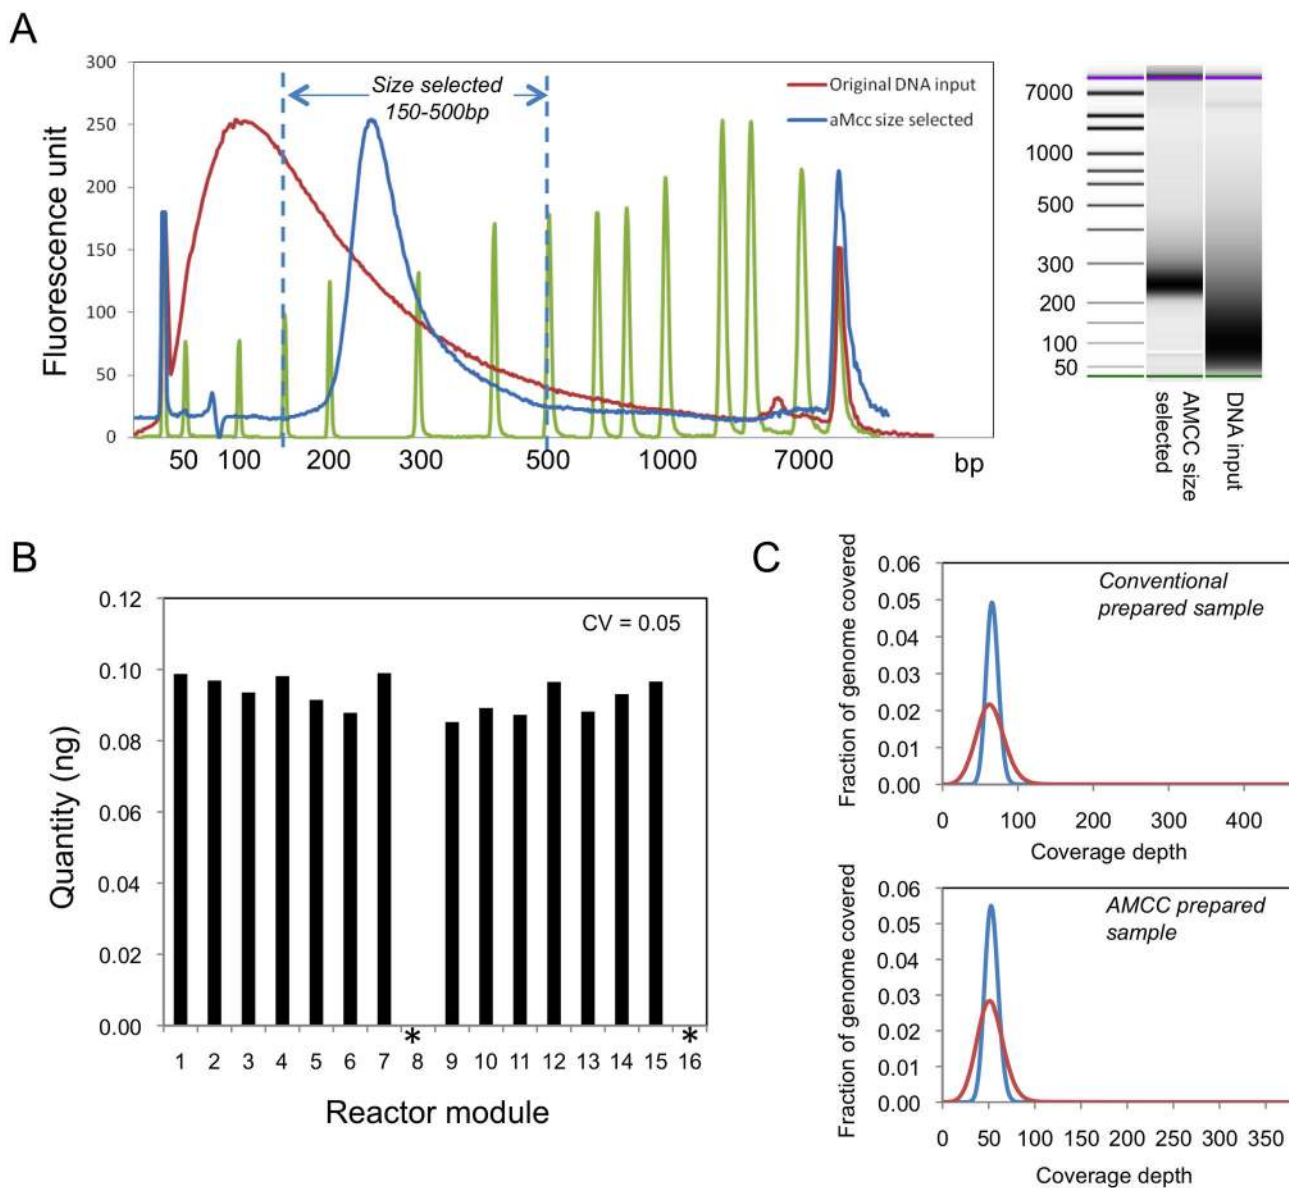 A
300
250
200
150
100
50
0
Fluorescence unit
Size selected
150-500bp
Original DNA input
aMcc size selected
50 100 200 300 500 1000 7000 bp
7000
1000
500
300
200
100
50
AMCC size
selected
DNA input
B
0.12
0.10
0.08
0.06
0.04
0.02
0.00
Quantity (ng)
CV = 0.05
* *
1 2 3 4 5 6 7 8 9 10 11 12 13 14 15 16
Reactor module
C
0.06
0.05
0.04
0.03
0.02
0.01
0.00
Fraction of genome covered
Conventional
prepared sample
0 100 200 300 400
Coverage depth
0.06
0.05
0.04
0.03
0.02
0.01
0.00
Fraction of genome covered
AMCC prepared
sample
0 50 100 150 200 250 300 350
Coverage depth